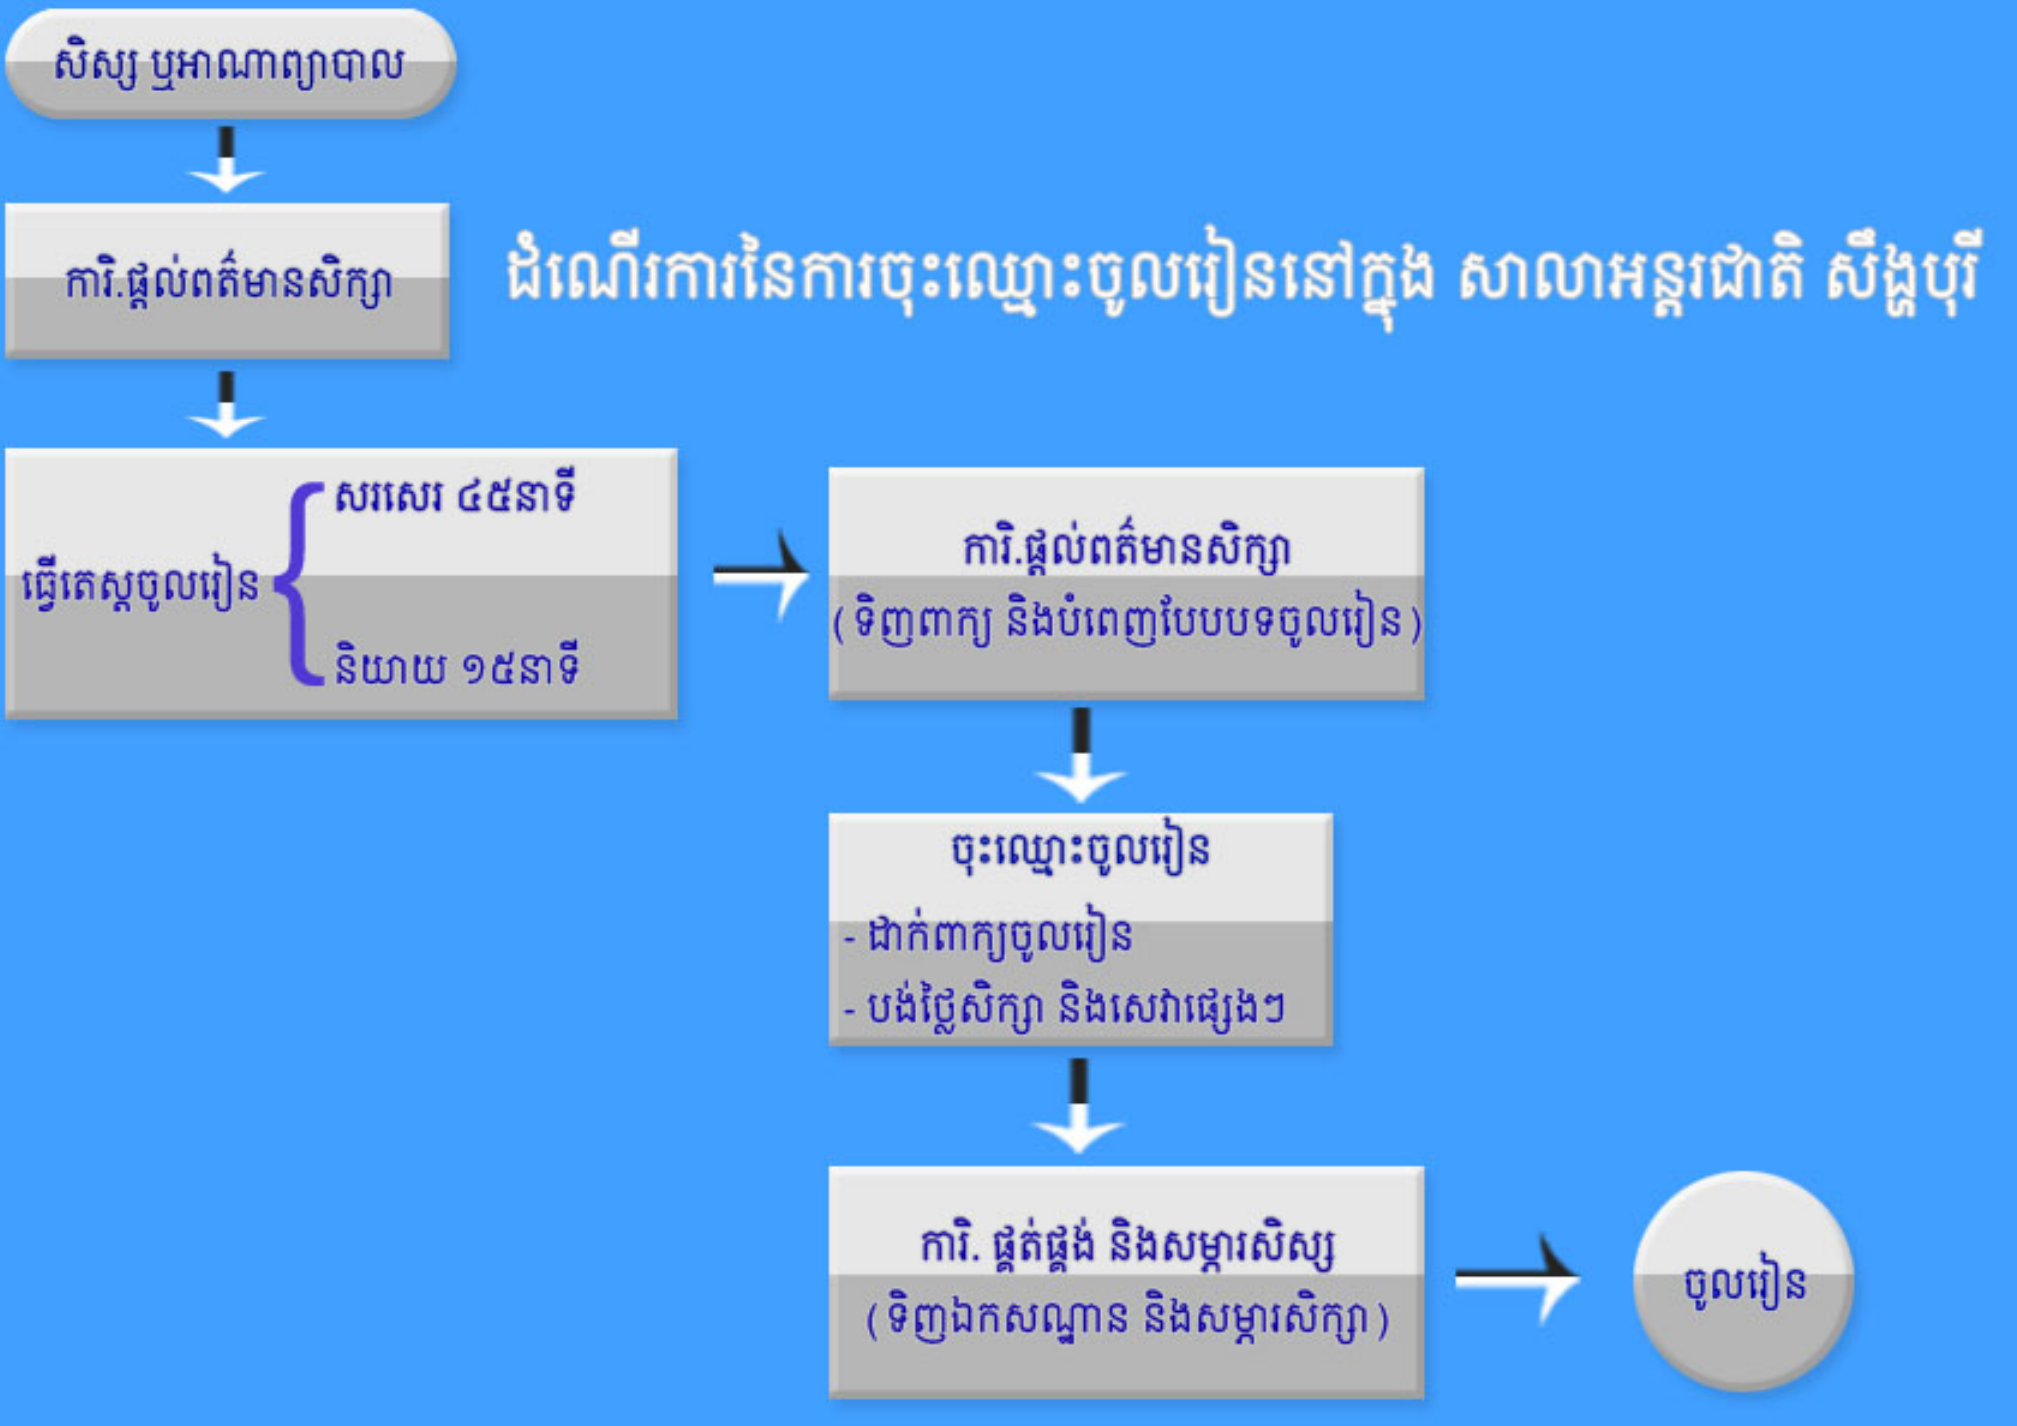 សិស្ស ឬអាណាព្យាបាល
ការិ.ផ្តល់ពត៌មានសិក្សា
ដំណើរការនៃការចុះឈ្មោះចូលរៀននៅក្នុង សាលាអន្តរជាតិ សឹង្ហបុរី
ធ្វើតេស្តចូលរៀន
សរសេរ ៤៥នាទី
និយាយ ១៥នាទី
ការិ.ផ្តល់ពត៌មានសិក្សា
(ទិញពាក្យ និងបំពេញបែបបទចូលរៀន)
ចុះឈ្មោះចូលរៀន
- ដាក់ពាក្យចូលរៀន
- បង់ថ្លៃសិក្សា និងសេវាផ្សេងៗ
ការិ. ផ្គត់ផ្គង់ និងសម្ភារសិស្ស
(ទិញឯកសណ្ឋាន និងសម្ភារសិក្សា)
ចូលរៀន